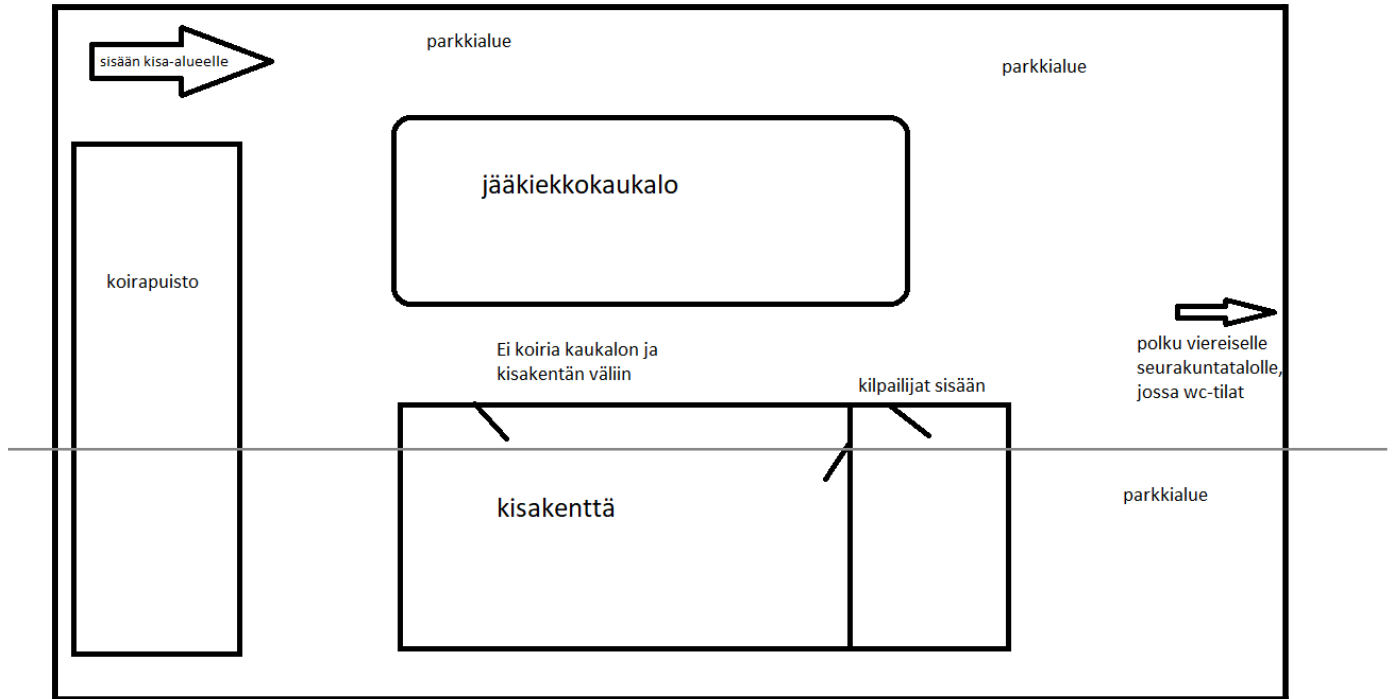 parkkialue
sisään kisa-alueelle
parkkialue
jääkiekkokaukalo
koirapuisto
Ei koiria kaukalon ja
kisakentän väliin
polku viereiselle
seurakuntatalolle,
jossa wc-tilat
kilpailijat sisään
kisakenttä
parkkialue